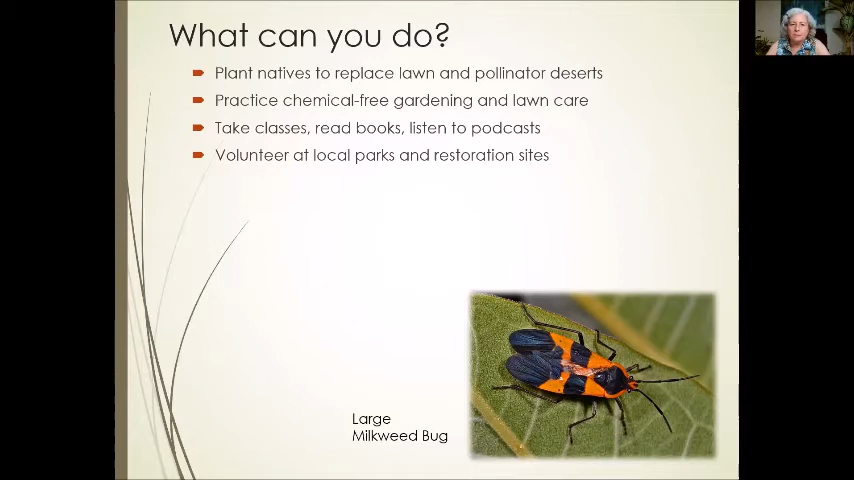 What can you do?
Plant natives to replace lawn and pollinator deserts
Practice chemical-free gardening and lawn care
Take classes, read books, listen to podcasts
Volunteer at local parks and restoration sites
Large
Milkweed Bug